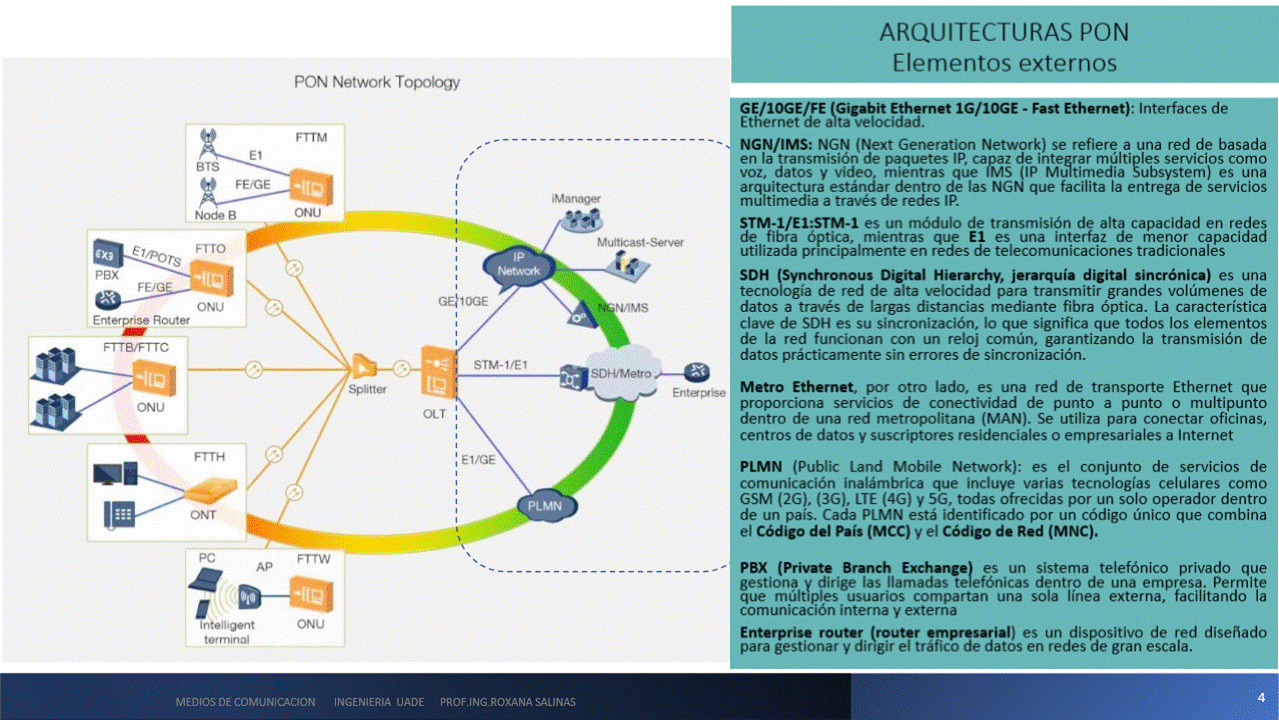 PON Network Topology
FTTM
E1
BTS
FE/GE
Node B
ONU
FTTO
E1/POTS
PBX
FE/GE
ONU
Enterprise Router
FTTB/FTTC
ONU
FTTH
ONT
PC
AP
FTTW
Intelligent
terminal
ONU
Splitter
OLT
GE/10GE
STM-1/E1
E1/GE
IP
Network
iManager
Multicast-Server
NGN/IMS
SDH/Metro
Enterprise
PLMN
ARQUITECTURAS PON
Elementos externos
GE/10GE/FE (Gigabit Ethernet 1G/10GE - Fast Ethernet): Interfaces de
Ethernet de alta velocidad.
NGN/IMS: NGN (Next Generation Network) se refiere a una red de basada
en la transmisión de paquetes IP, capaz de integrar múltiples servicios como
voz, datos y video, mientras que IMS (IP Multimedia Subsystem) es una
arquitectura estándar dentro de las NGN que facilita la entrega de servicios
multimedia a través de redes IP.
STM-1/E1:STM-1 es un módulo de transmisión de alta capacidad en redes
de fibra óptica, mientras que E1 es una interfaz de menor capacidad
utilizada principalmente en redes de telecomunicaciones tradicionales
SDH (Synchronous Digital Hierarchy, jerarquía digital sincrónica) es una
tecnología de red de alta velocidad para transmitir grandes volúmenes de
datos a través de largas distancias mediante fibra óptica. La característica
clave de SDH es su sincronización, lo que significa que todos los elementos
de la red funcionan con un reloj común, garantizando la transmisión de
datos prácticamente sin errores de sincronización.
Metro Ethernet, por otro lado, es una red de transporte Ethernet que
proporciona servicios de conectividad de punto a punto o multipunto
dentro de una red metropolitana (MAN). Se utiliza para conectar oficinas,
centros de datos y suscriptores residenciales o empresariales a Internet
PLMN (Public Land Mobile Network): es el conjunto de servicios de
comunicación inalámbrica que incluye varias tecnologías celulares como
GSM (2G), (3G), LTE (4G) y 5G, todas ofrecidas por un solo operador dentro
de un país. Cada PLMN está identificado por un código único que combina
el Código del País (MCC) y el Código de Red (MNC).
PBX (Private Branch Exchange) es un sistema telefónico privado que
gestiona y dirige las llamadas telefónicas dentro de una empresa. Permite
que múltiples usuarios compartan una sola línea externa, facilitando la
comunicación interna y externa
Enterprise router (router empresarial) es un dispositivo de red diseñado
para gestionar y dirigir el tráfico de datos en redes de gran escala.
MEDIOS DE COMUNICACION INGENIERIA UADE PROF.ING.ROXANA SALINAS
4